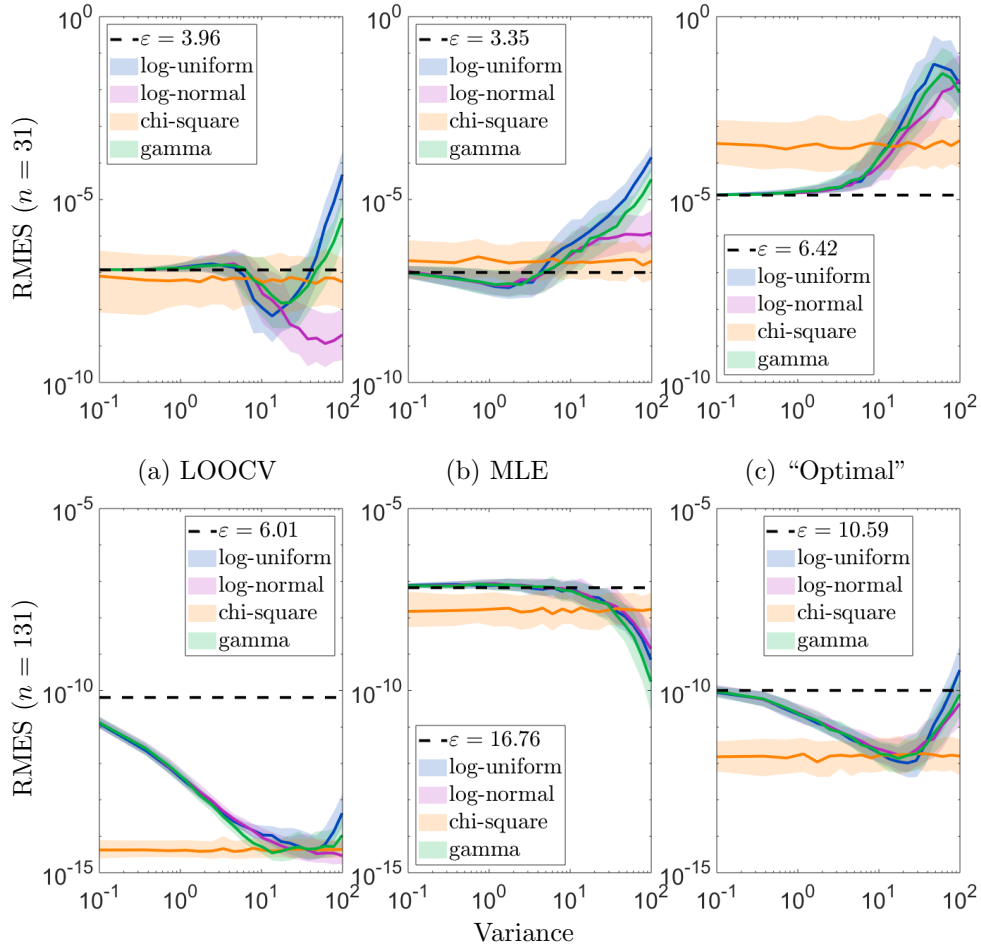 RMES (n = 31)
10^0
10^-5
10^-10
ε = 3.96
log-uniform
log-normal
chi-square
gamma
10^-1 10^0 10^1 10^2
10^0
10^-5
10^-10
ε = 3.35
log-uniform
log-normal
chi-square
gamma
10^-1 10^0 10^1 10^2
10^0
10^-5
10^-10
ε = 6.42
log-uniform
log-normal
chi-square
gamma
10^-1 10^0 10^1 10^2
(a) LOOCV
(b) MLE
(c) “Optimal”
RMES (n = 131)
10^-5
10^-10
10^-15
ε = 6.01
log-uniform
log-normal
chi-square
gamma
10^-1 10^0 10^1 10^2
10^-5
10^-10
10^-15
ε = 16.76
log-uniform
log-normal
chi-square
gamma
10^-1 10^0 10^1 10^2
10^-5
10^-10
10^-15
ε = 10.59
log-uniform
log-normal
chi-square
gamma
10^-1 10^0 10^1 10^2
Variance